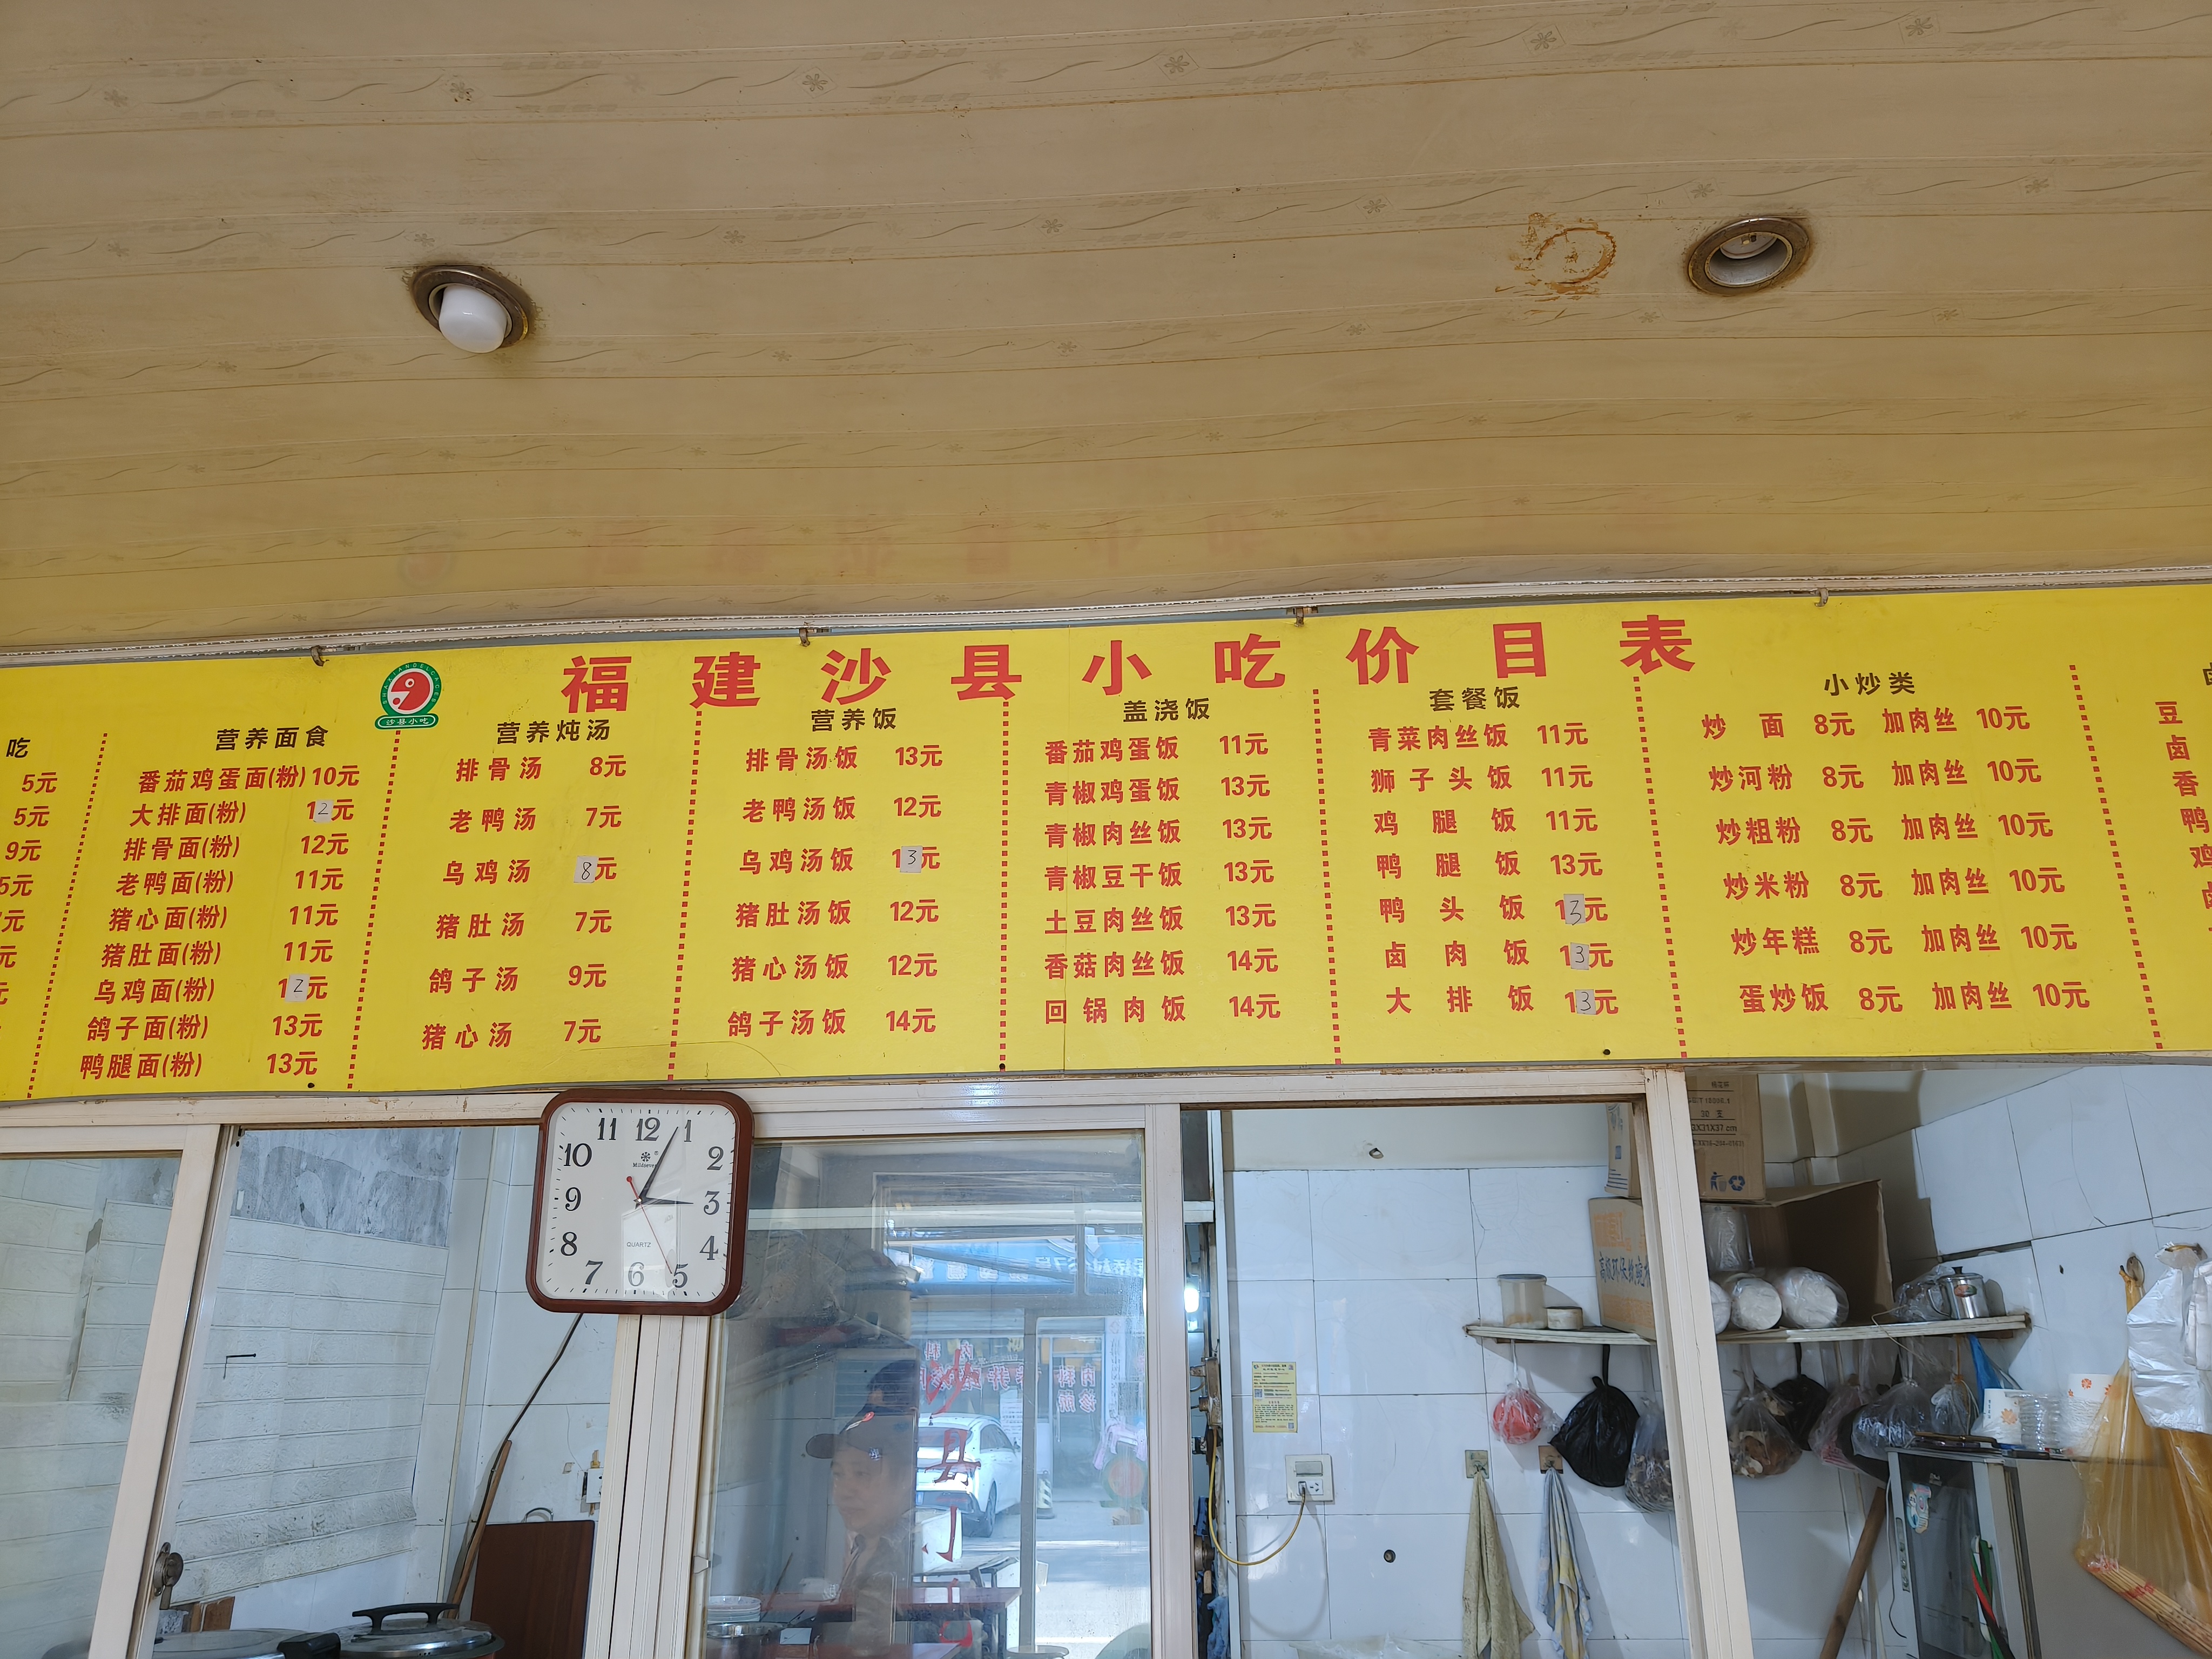 福建沙县小吃价目表
沙县小吃
吃
5元
5元
9元
5元
营养面食
番茄鸡蛋面(粉) 10元
大排面(粉) 12元
排骨面(粉) 12元
老鸭面(粉) 11元
猪心面(粉) 11元
猪肚面(粉) 11元
乌鸡面(粉) 12元
鸽子面(粉) 13元
鸭腿面(粉) 13元
营养炖汤
排骨汤 8元
老鸭汤 7元
乌鸡汤 8元
猪肚汤 7元
鸽子汤 9元
猪心汤 7元
营养饭
排骨汤饭 13元
老鸭汤饭 12元
乌鸡汤饭 13元
猪肚汤饭 12元
猪心汤饭 12元
鸽子汤饭 14元
盖浇饭
番茄鸡蛋饭 11元
青椒鸡蛋饭 13元
青椒肉丝饭 13元
青椒豆干饭 13元
土豆肉丝饭 13元
香菇肉丝饭 14元
回锅肉饭 14元
套餐饭
青菜肉丝饭 11元
狮子头饭 11元
鸡腿饭 11元
鸭腿饭 13元
鸭头饭 13元
卤肉饭 13元
大排饭 13元
小炒类
炒面 8元 加肉丝 10元
炒河粉 8元 加肉丝 10元
炒粗粉 8元 加肉丝 10元
炒米粉 8元 加肉丝 10元
炒年糕 8元 加肉丝 10元
蛋炒饭 8元 加肉丝 10元
豆
卤
香
鸭
鸡
11 12 1
10 2
9 3
8 4
QUARTZ
7 6 5